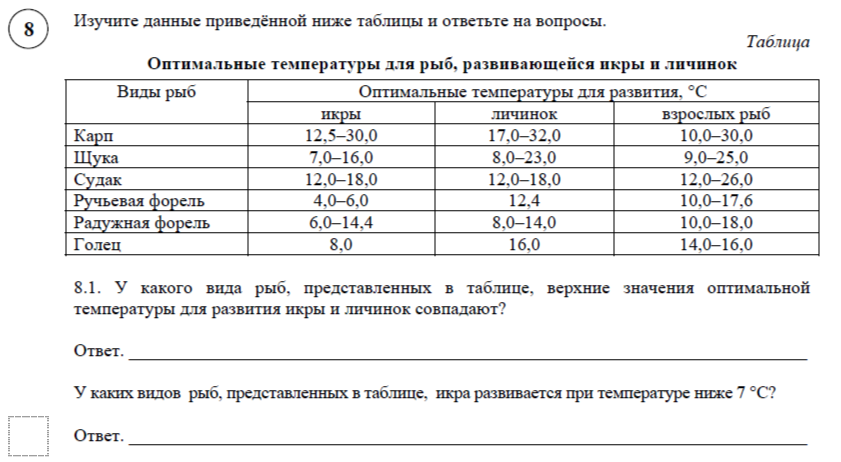 8
Изучите данные приведённой ниже таблицы и ответьте на вопросы.
Таблица
Оптимальные температуры для рыб, развивающейся икры и личинок
Виды рыб Оптимальные температуры для развития, °С
икры личинок взрослых рыб
Карп 12,5–30,0 17,0–32,0 10,0–30,0
Щука 7,0–16,0 8,0–23,0 9,0–25,0
Судак 12,0–18,0 12,0–18,0 12,0–26,0
Ручьевая форель 4,0–6,0 12,4 10,0–17,6
Радужная форель 6,0–14,4 8,0–14,0 10,0–18,0
Голец 8,0 16,0 14,0–16,0
8.1. У какого вида рыб, представленных в таблице, верхние значения оптимальной
температуры для развития икры и личинок совпадают?
Ответ.
У каких видов рыб, представленных в таблице, икра развивается при температуре ниже 7 °С?
Ответ.